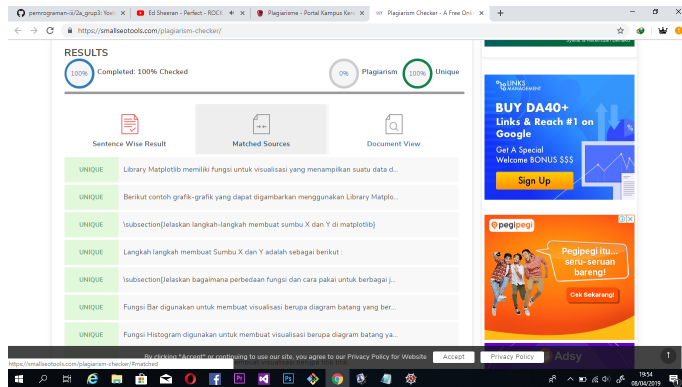 pemrograman-iii/2a_grup3: Yosh
Ed Sheeran - Perfect - ROCK
Plagiarisme - Portal Kampus Ker
Plagiarism Checker - A Free Onl
https://smallseotools.com/plagiarism-checker/
RESULTS
100% Completed: 100% Checked
0% Plagiarism 100% Unique
Sentence Wise Result
Matched Sources
Document View
UNIQUE Library Matplotlib memiliki fungsi untuk visualisasi yang menampilkan suatu data d...
UNIQUE Berikut contoh grafik-grafik yang dapat digambarkan menggunakan Library Matplo...
UNIQUE \subsection{Jelaskan langkah-langkah membuat sumbu X dan Y di matplotlib}
UNIQUE Langkah langkah membuat Sumbu X dan Y adalah sebagai berikut :
UNIQUE \subsection{Jelaskan bagaimana perbedaan fungsi dan cara pakai untuk berbagai j...
UNIQUE Fungsi Bar digunakan untuk membuat visualisasi berupa diagram batang yang ber...
UNIQUE Fungsi Histogram digunakan untuk membuat visualisasi berupa diagram batang ya...
LINKS
MANAGEMENT
BUY DA40+
Links & Reach #1 on
Google
Get A Special
Welcome BONUS $$$
Sign Up
pegipegi
Pegipegi itu...
seru-seruan
bareng!
Cek Sekarang!
Adsy
By clicking "Accept" or continuing to use our site, you agree to our Privacy Policy for Website
Accept
Privacy Policy
https://smallseotools.com/plagiarism-checker/#matched
19:54
08/04/2019